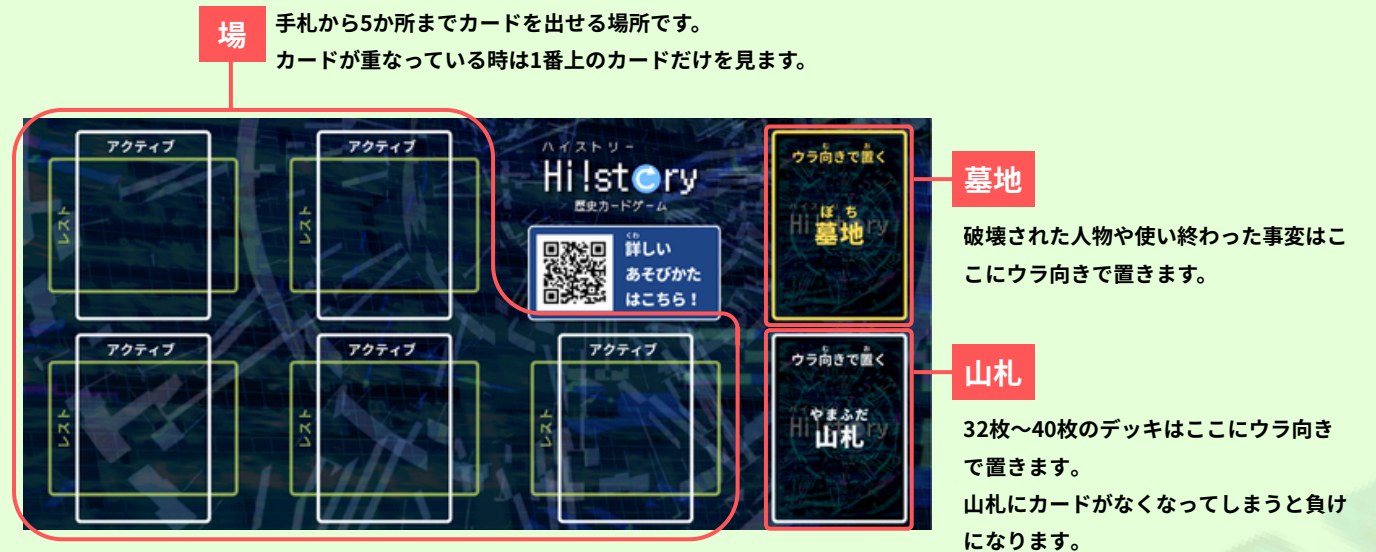 場
手札から5か所までカードを出せる場所です。
カードが重なっている時は1番上のカードだけを見ます。
アクティブ
レスト
アクティブ
レスト
ハイストリー
Hi!story
歴史カードゲーム
くわ
詳しい
あそびかた
はこちら！
む お
ウラ向きで置く
ぼち
墓地
墓地
破壊された人物や使い終わった事変はこ
こにウラ向きで置きます。
アクティブ
レスト
アクティブ
レスト
アクティブ
レスト
む お
ウラ向きで置く
やまふだ
山札
山札
32枚～40枚のデッキはここにウラ向き
で置きます。
山札にカードがなくなってしまうと負け
になります。